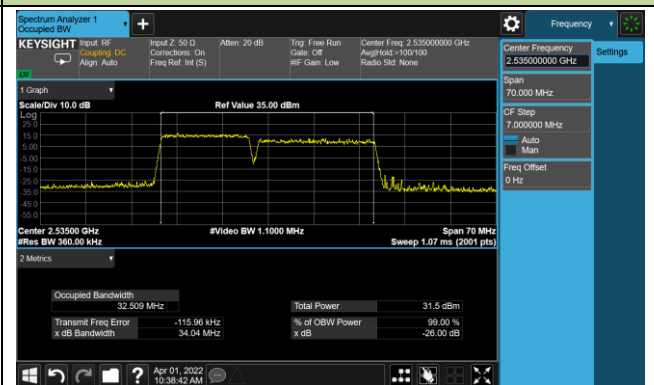 Spectrum Analyzer 1
Occupied BW
Frequency
KEYSIGHT
Input: RF
Coupling: DC
Align: Auto
Input Z: 50 Ω
Corrections: On
Freq Ref: Int (S)
Atten: 20 dB
Trig: Free Run
Gate: Off
#IF Gain: Low
Center Freq: 2.535000000 GHz
Avg|Hold:>100/100
Radio Std: None
LM
Center Frequency
2.535000000 GHz
Settings
Span
70.000 MHz
CF Step
7.000000 MHz
Auto
Man
Freq Offset
0 Hz
1 Graph
Scale/Div 10.0 dB
Ref Value 35.00 dBm
Log
25.0
15.0
5.00
-5.00
-15.0
-25.0
-35.0
-45.0
-55.0
Center 2.53500 GHz
#Video BW 1.1000 MHz
Span 70 MHz
#Res BW 360.00 kHz
Sweep 1.07 ms (2001 pts)
2 Metrics
Occupied Bandwidth
32.509 MHz
Total Power
31.5 dBm
Transmit Freq Error
-115.96 kHz
% of OBW Power
99.00 %
x dB Bandwidth
34.04 MHz
x dB
-26.00 dB
?
Apr 01, 2022
10:38:42 AM